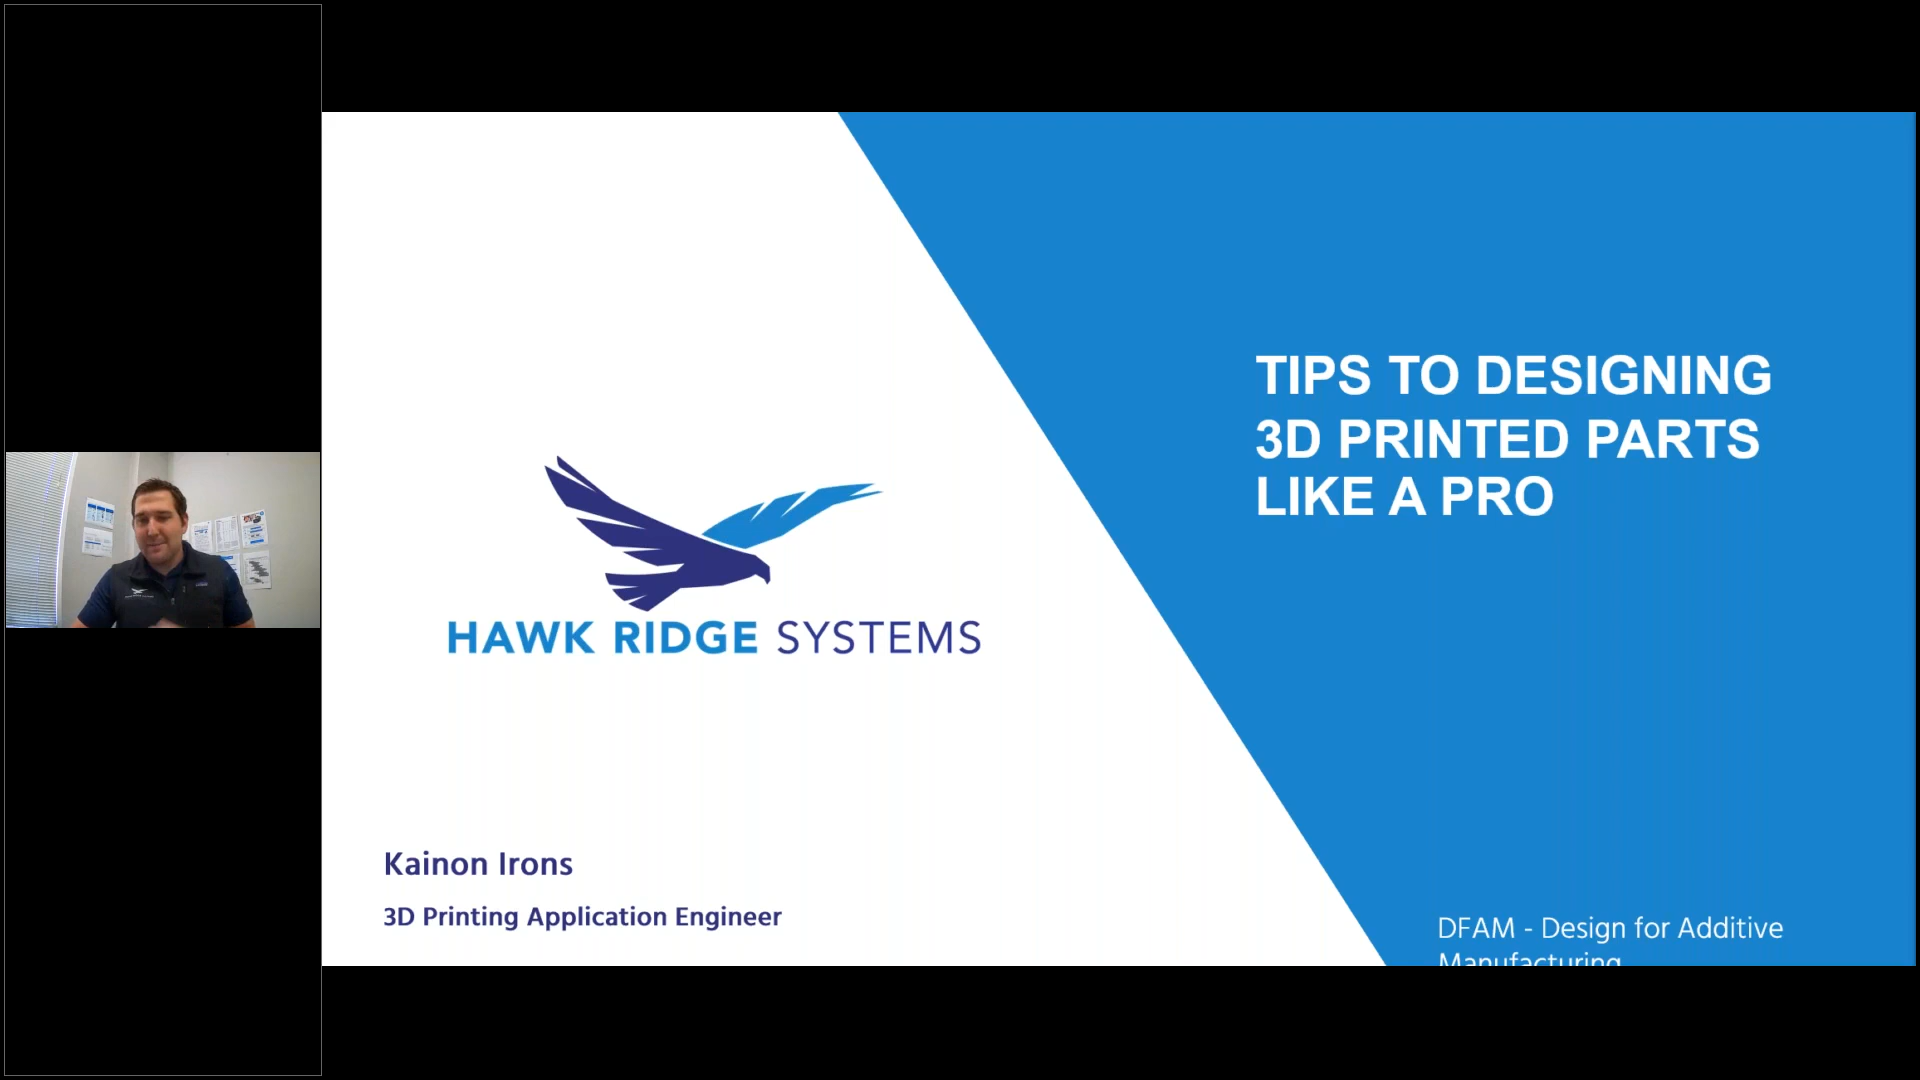 TIPS TO DESIGNING
3D PRINTED PARTS
LIKE A PRO
HAWK RIDGE SYSTEMS
Kainon Irons
3D Printing Application Engineer
DFAM - Design for Additive
Manufacturing